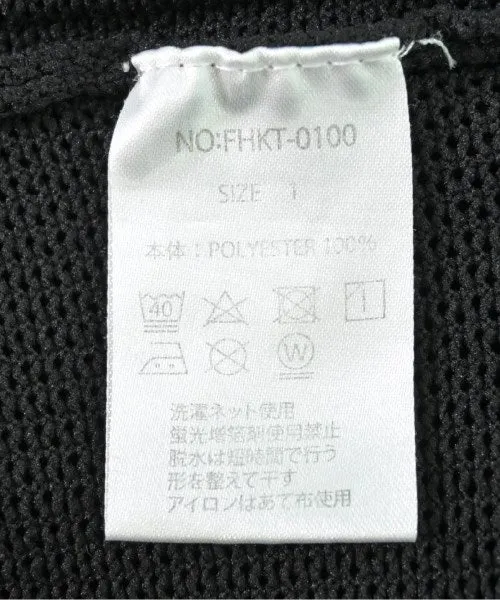 NO:FHKT-0100
SIZE 1
本体:POLYESTER 100%
40
W
洗濯ネット使用
蛍光増白剤使用禁止
脱水は短時間で行う
形を整えて干す
アイロンはあて布使用